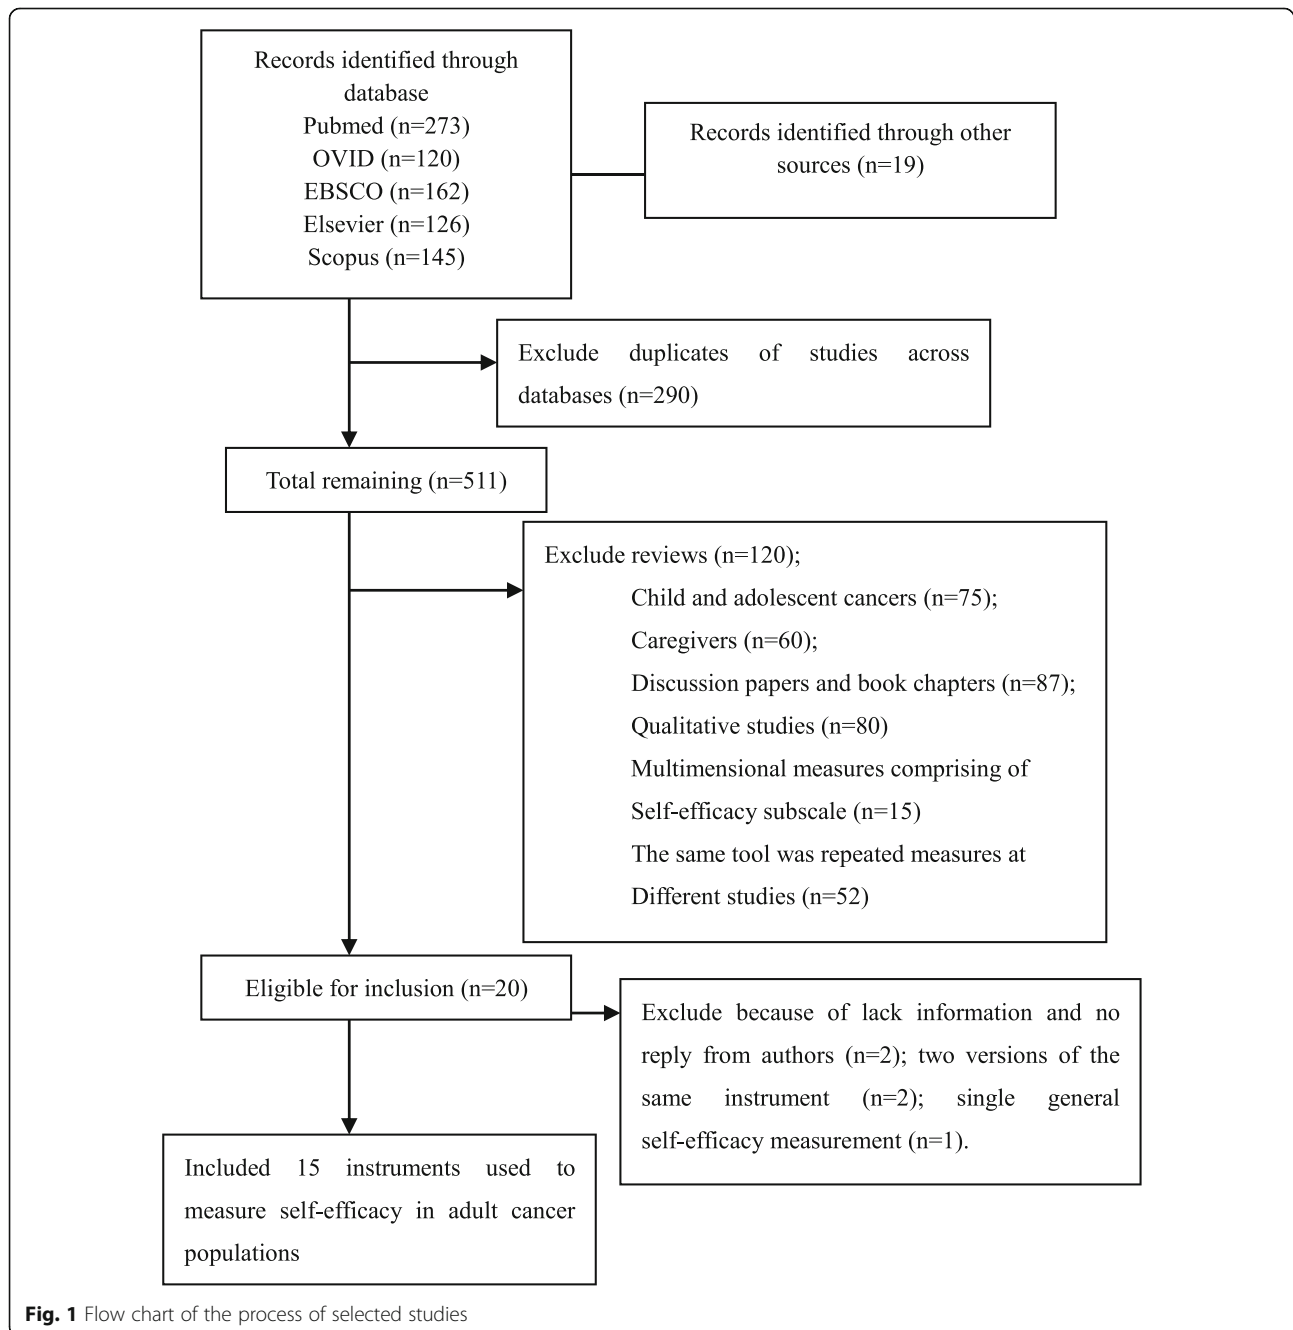 Records identified through
database
Pubmed (n=273)
OVID (n=120)
EBSCO (n=162)
Elsevier (n=126)
Scopus (n=145)
Records identified through other
sources (n=19)
Exclude duplicates of studies across
databases (n=290)
Total remaining (n=511)
Exclude reviews (n=120);
Child and adolescent cancers (n=75);
Caregivers (n=60);
Discussion papers and book chapters (n=87);
Qualitative studies (n=80)
Multimensional measures comprising of
Self-efficacy subscale (n=15)
The same tool was repeated measures at
Different studies (n=52)
Eligible for inclusion (n=20)
Exclude because of lack information and no
reply from authors (n=2); two versions of the
same instrument (n=2); single general
self-efficacy measurement (n=1).
Included 15 instruments used to
measure self-efficacy in adult cancer
populations
Fig. 1 Flow chart of the process of selected studies